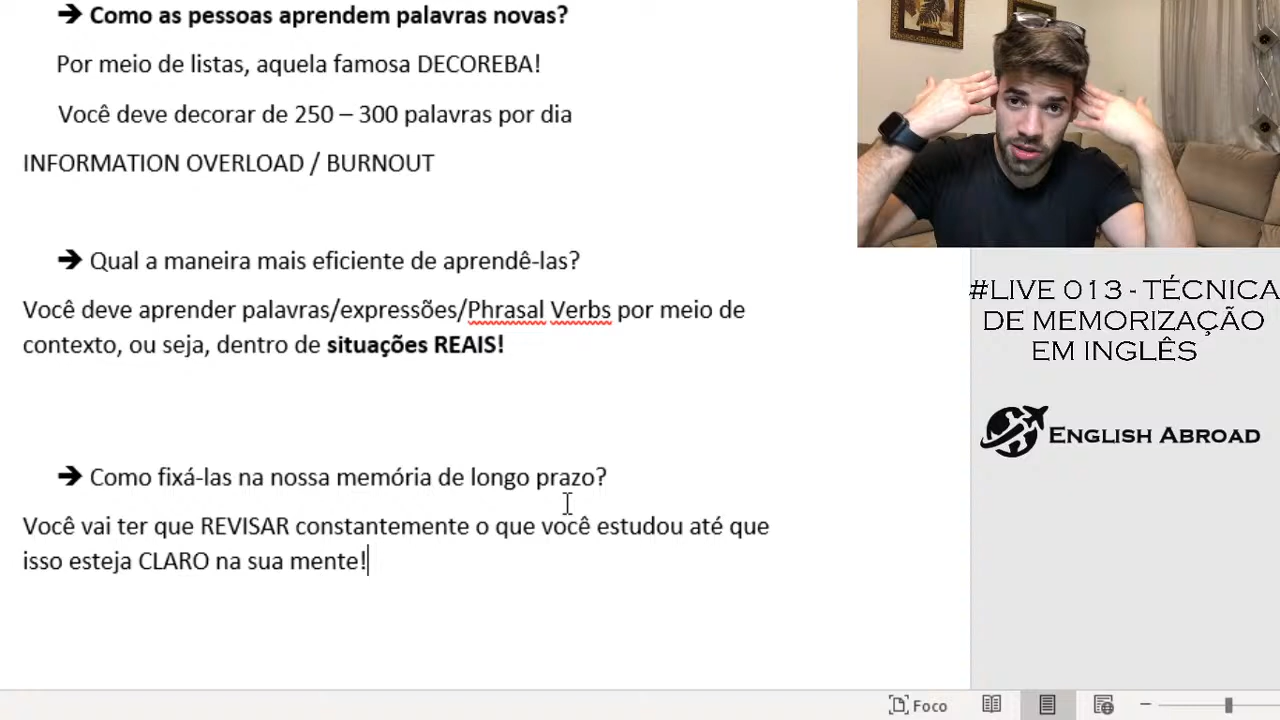 ➔ Como as pessoas aprendem palavras novas?
Por meio de listas, aquela famosa DECOREBA!
Você deve decorar de 250 – 300 palavras por dia
INFORMATION OVERLOAD / BURNOUT
➔ Qual a maneira mais eficiente de aprendê-las?
Você deve aprender palavras/expressões/Phrasal Verbs por meio de
contexto, ou seja, dentro de situações REAIS!
➔ Como fixá-las na nossa memória de longo prazo?
Você vai ter que REVISAR constantemente o que você estudou até que
isso esteja CLARO na sua mente!
#LIVE 013 - TÉCNICA
DE MEMORIZAÇÃO
EM INGLÊS
ENGLISH ABROAD
Foco